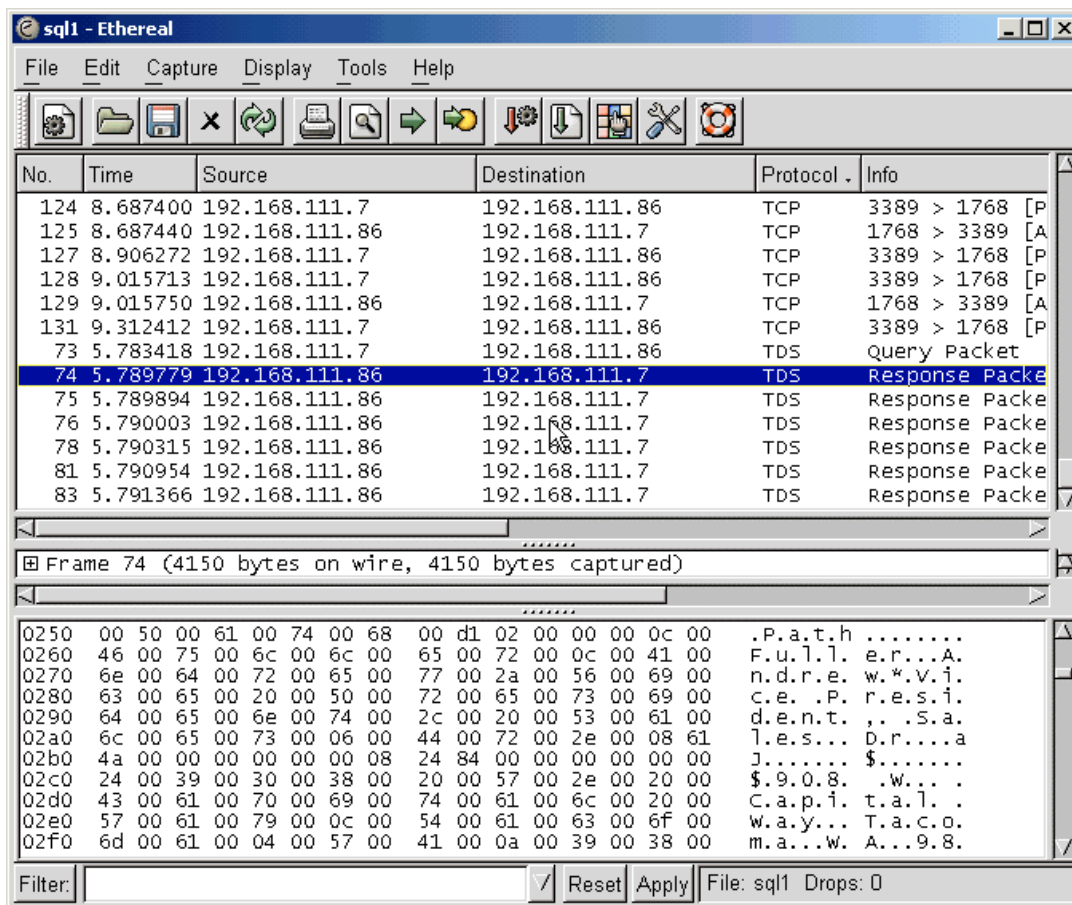 sql1 - Ethereal
File Edit Capture Display Tools Help
No. Time Source Destination Protocol Info
124 8.687400 192.168.111.7 192.168.111.86 TCP 3389 > 1768 [P
125 8.687440 192.168.111.86 192.168.111.7 TCP 1768 > 3389 [A
127 8.906272 192.168.111.7 192.168.111.86 TCP 3389 > 1768 [P
128 9.015713 192.168.111.7 192.168.111.86 TCP 3389 > 1768 [P
129 9.015750 192.168.111.86 192.168.111.7 TCP 1768 > 3389 [A
131 9.312412 192.168.111.7 192.168.111.86 TCP 3389 > 1768 [P
73 5.783418 192.168.111.7 192.168.111.86 TDS Query Packet
74 5.789779 192.168.111.86 192.168.111.7 TDS Response Packe
75 5.789894 192.168.111.86 192.168.111.7 TDS Response Packe
76 5.790003 192.168.111.86 192.168.111.7 TDS Response Packe
78 5.790315 192.168.111.86 192.168.111.7 TDS Response Packe
81 5.790954 192.168.111.86 192.168.111.7 TDS Response Packe
83 5.791366 192.168.111.86 192.168.111.7 TDS Response Packe
Frame 74 (4150 bytes on wire, 4150 bytes captured)
0250 00 50 00 61 00 74 00 68 00 d1 02 00 00 00 0c 00 .P.a.t.h ........
0260 46 00 75 00 6c 00 6c 00 65 00 72 00 0c 00 41 00 F.u.l.l. e.r...A.
0270 6e 00 64 00 72 00 65 00 77 00 2a 00 56 00 69 00 n.d.r.e. w.*.V.i.
0280 63 00 65 00 20 00 50 00 72 00 65 00 73 00 69 00 c.e. .P. r.e.s.i.
0290 64 00 65 00 6e 00 74 00 2c 00 20 00 53 00 61 00 d.e.n.t. ,. .S.a.
02a0 6c 00 65 00 73 00 06 00 44 00 72 00 2e 00 08 61 l.e.s... D.r....a
02b0 4a 00 00 00 00 00 00 08 24 84 00 00 00 00 00 00 J....... $.......
02c0 24 00 39 00 30 00 38 00 20 00 57 00 2e 00 20 00 $.9.0.8. .W... .
02d0 43 00 61 00 70 00 69 00 74 00 61 00 6c 00 20 00 C.a.p.i. t.a.l. .
02e0 57 00 61 00 79 00 0c 00 54 00 61 00 63 00 6f 00 W.a.y... T.a.c.o.
02f0 6d 00 61 00 04 00 57 00 41 00 0a 00 39 00 38 00 m.a...W. A...9.8.
Filter: Reset Apply File: sql1 Drops: 0